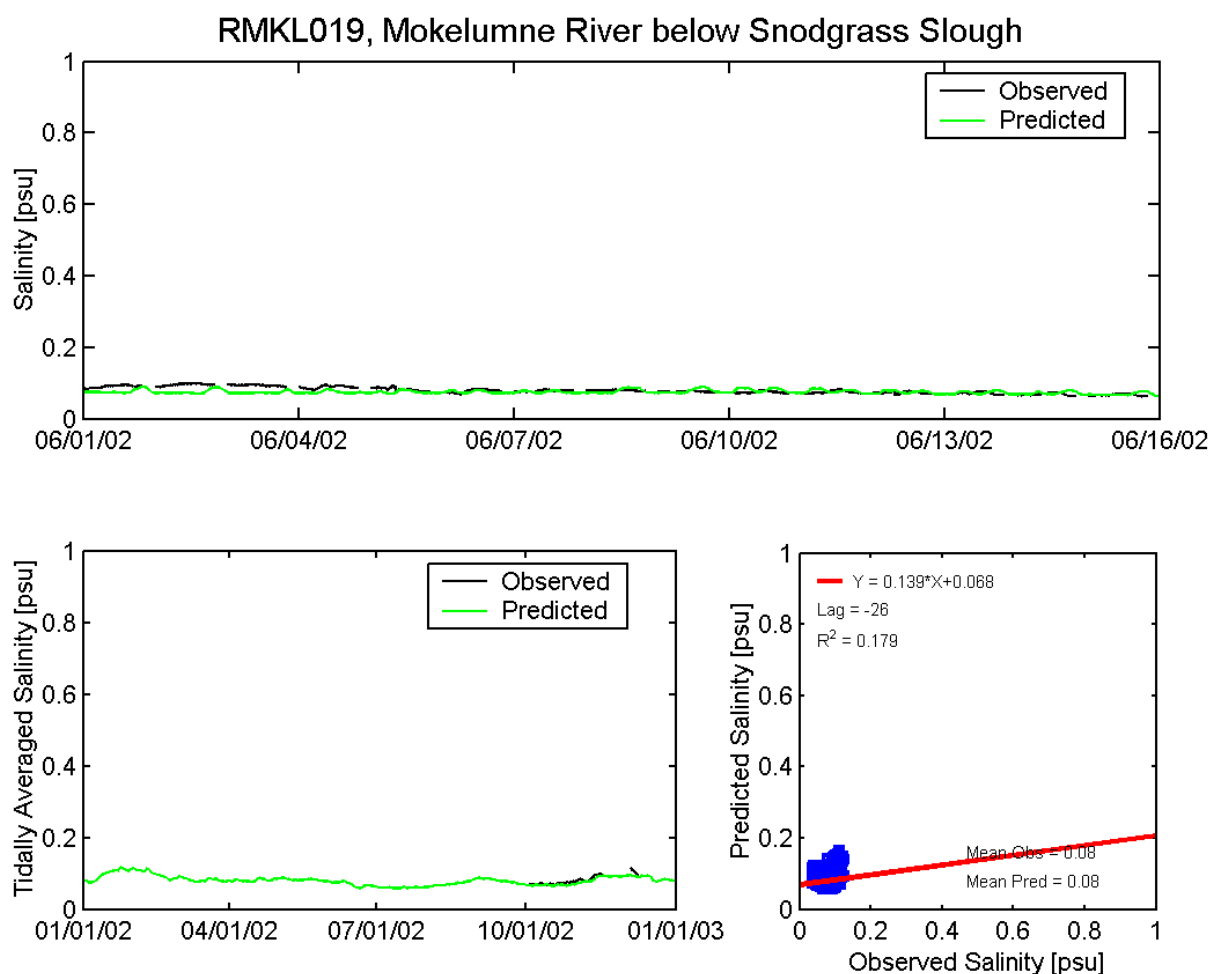 RMKL019, Mokelumne River below Snodgrass Slough
1
0.8
0.6
0.4
0.2
0
Salinity [psu]
Observed
Predicted
06/01/02 06/04/02 06/07/02 06/10/02 06/13/02 06/16/02
1
0.8
0.6
0.4
0.2
0
Tidally Averaged Salinity [psu]
Observed
Predicted
01/01/02 04/01/02 07/01/02 10/01/02 01/01/03
1
0.8
0.6
0.4
0.2
0
Predicted Salinity [psu]
Y = 0.139*X+0.068
Lag = -26
R² = 0.179
Mean Obs = 0.08
Mean Pred = 0.08
0 0.2 0.4 0.6 0.8 1
Observed Salinity [psu]